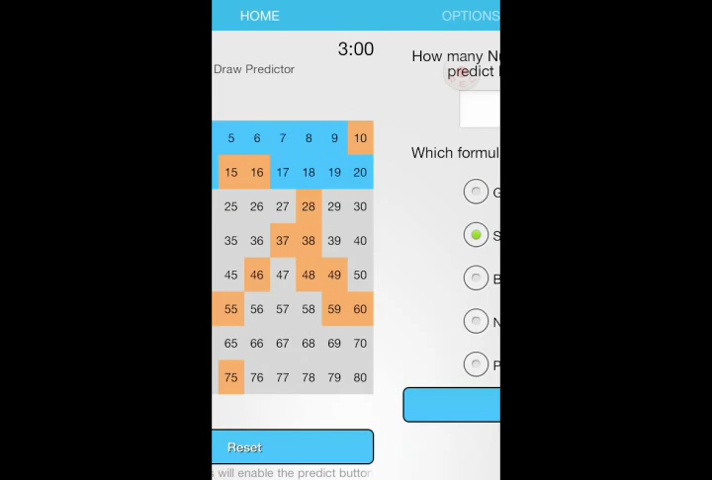 HOME OPTIONS
3:00
Draw Predictor
How many
predict
5 6 7 8 9 10
15 16 17 18 19 20
25 26 27 28 29 30
35 36 37 38 39 40
45 46 47 48 49 50
55 56 57 58 59 60
65 66 67 68 69 70
75 76 77 78 79 80
Reset
will enable the predict button
Which formul
G
S
B
N
P